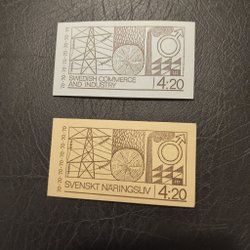 SWEDISH COMMERCE
AND INDUSTRY
4:20
SVENSKT NÄRINGSLIV
4:20